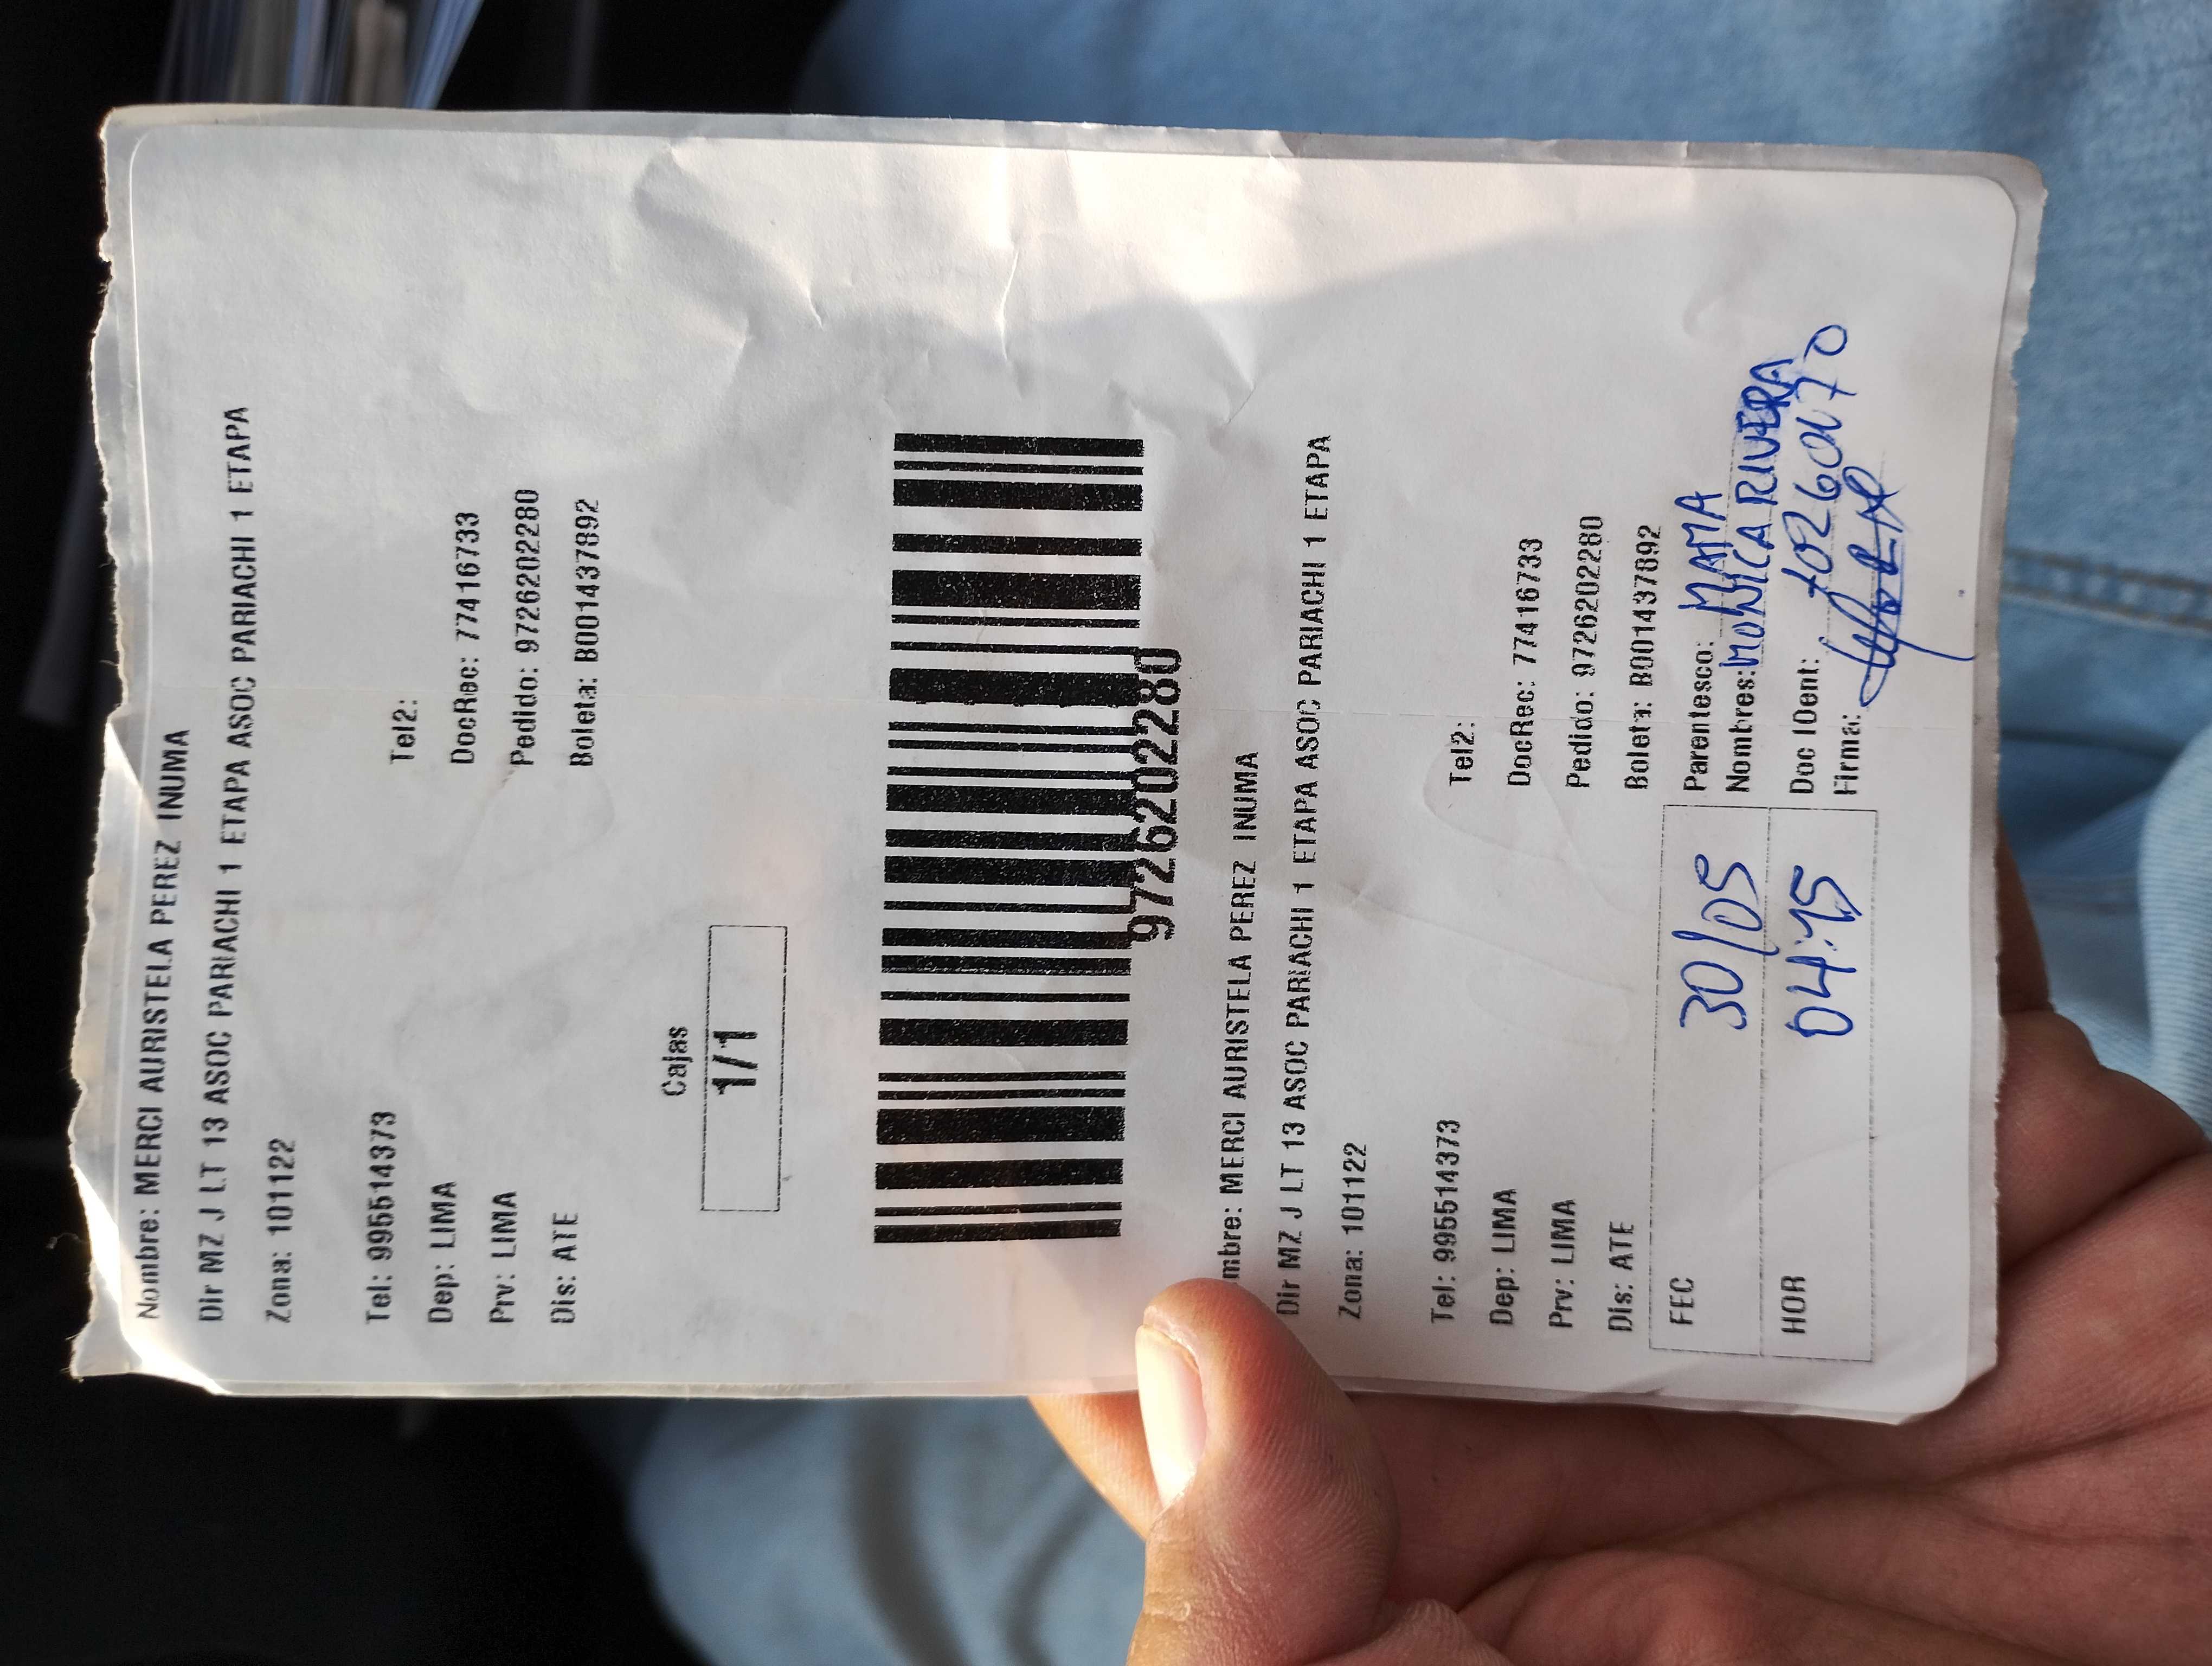 Nombre: MERCI AURISTELA PEREZ INUMA
Dir MZ J LT 13 ASOC PARIACHI 1 ETAPA ASOC PARIACHI 1 ETAPA
Zona: 101122
Tel: 995514373 Tel2:
Dep: LIMA DocRec: 77416733
Prv: LIMA Pedido: 9726202280
Dis: ATE Boleta: B001437892
Cajas
1/1
9726202280
mbre: MERCI AURISTELA PEREZ INUMA
Dir MZ J LT 13 ASOC PARIACHI 1 ETAPA ASOC PARIACHI 1 ETAPA
Zona: 101122
Tel: 995514373 Tel2:
Dep: LIMA DocRec: 77416733
Prv: LIMA Pedido: 9726202280
Dis: ATE Boleta: B001437892
FEC 30/05 Parentesco: MAMA
Nombres: MONICA RIVERA
HOR 04:15 Doc IDent:
Firma: